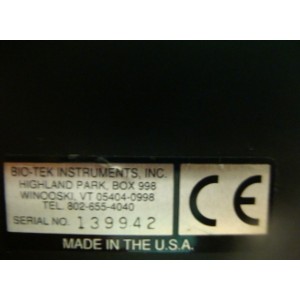 BIO-TEK INSTRUMENTS, INC.
HIGHLAND PARK, BOX 998
WINOOSKI, VT 05404-0998
TEL. 802-655-4040
SERIAL NO. 139942
CE
MADE IN THE U.S.A.